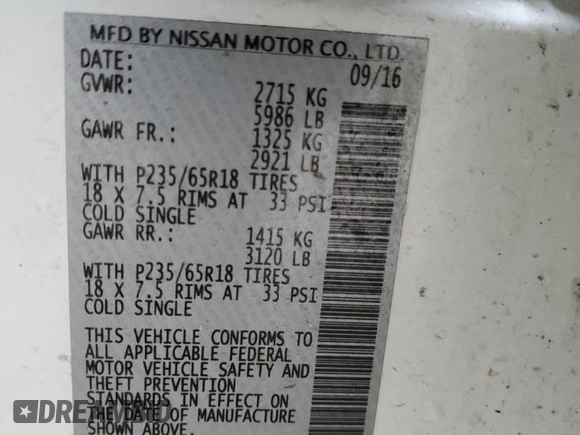 MFD BY NISSAN MOTOR CO., LTD.
DATE: 09/16
GVWR: 2715 KG
5986 LB
GAWR FR.: 1325 KG
2921 LB
WITH P235/65R18 TIRES
18 X 7.5 RIMS AT 33 PSI
COLD SINGLE
GAWR RR.: 1415 KG
3120 LB
WITH P235/65R18 TIRES
18 X 7.5 RIMS AT 33 PSI
COLD SINGLE
THIS VEHICLE CONFORMS TO
ALL APPLICABLE FEDERAL
MOTOR VEHICLE SAFETY AND
THEFT PREVENTION
STANDARDS IN EFFECT ON
THE DATE OF MANUFACTURE
SHOWN ABOVE.